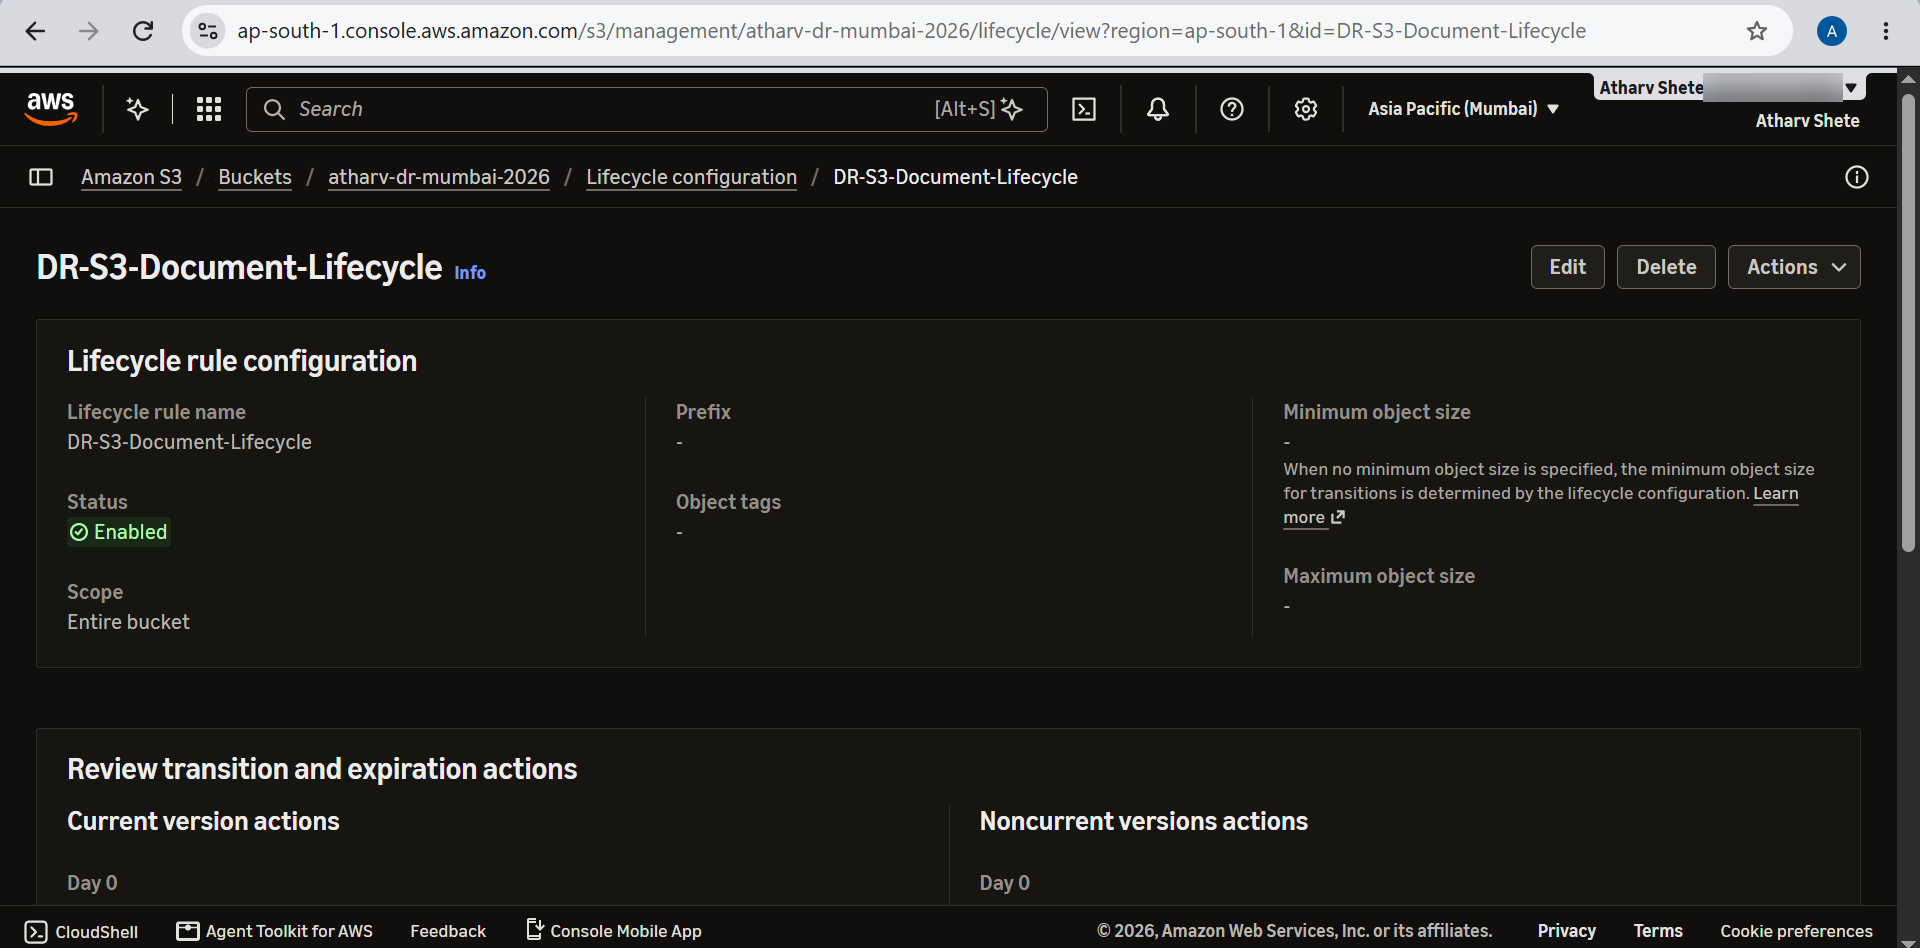 ap-south-1.console.aws.amazon.com/s3/management/atharv-dr-mumbai-2026/lifecycle/view?region=ap-south-1&id=DR-S3-Document-Lifecycle
A
aws
Search
[Alt+S]
Asia Pacific (Mumbai)
Atharv Shete
Atharv Shete
Amazon S3 / Buckets / atharv-dr-mumbai-2026 / Lifecycle configuration / DR-S3-Document-Lifecycle
DR-S3-Document-Lifecycle Info
Edit
Delete
Actions
Lifecycle rule configuration
Lifecycle rule name
DR-S3-Document-Lifecycle
Status
Enabled
Scope
Entire bucket
Prefix
-
Object tags
-
Minimum object size
-
When no minimum object size is specified, the minimum object size
for transitions is determined by the lifecycle configuration. Learn
more
Maximum object size
-
Review transition and expiration actions
Current version actions
Day 0
Noncurrent versions actions
Day 0
CloudShell
Agent Toolkit for AWS
Feedback
Console Mobile App
© 2026, Amazon Web Services, Inc. or its affiliates.
Privacy
Terms
Cookie preferences